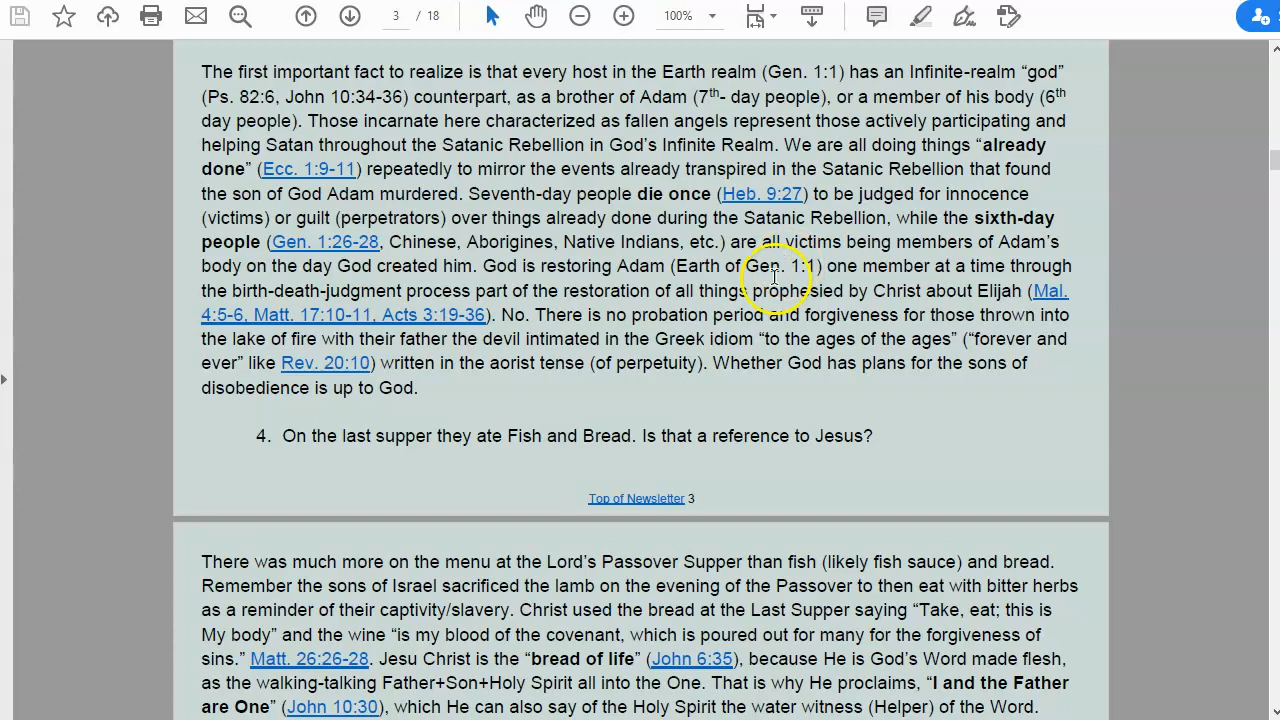 3 / 18
100%
The first important fact to realize is that every host in the Earth realm (Gen. 1:1) has an Infinite-realm “god”
(Ps. 82:6, John 10:34-36) counterpart, as a brother of Adam (7th- day people), or a member of his body (6th
day people). Those incarnate here characterized as fallen angels represent those actively participating and
helping Satan throughout the Satanic Rebellion in God’s Infinite Realm. We are all doing things “already
done” (Ecc. 1:9-11) repeatedly to mirror the events already transpired in the Satanic Rebellion that found
the son of God Adam murdered. Seventh-day people die once (Heb. 9:27) to be judged for innocence
(victims) or guilt (perpetrators) over things already done during the Satanic Rebellion, while the sixth-day
people (Gen. 1:26-28, Chinese, Aborigines, Native Indians, etc.) are all victims being members of Adam’s
body on the day God created him. God is restoring Adam (Earth of Gen. 1:1) one member at a time through
the birth-death-judgment process part of the restoration of all things prophesied by Christ about Elijah (Mal.
4:5-6, Matt. 17:10-11, Acts 3:19-36). No. There is no probation period and forgiveness for those thrown into
the lake of fire with their father the devil intimated in the Greek idiom “to the ages of the ages” (“forever and
ever” like Rev. 20:10) written in the aorist tense (of perpetuity). Whether God has plans for the sons of
disobedience is up to God.
4. On the last supper they ate Fish and Bread. Is that a reference to Jesus?
Top of Newsletter 3
There was much more on the menu at the Lord’s Passover Supper than fish (likely fish sauce) and bread.
Remember the sons of Israel sacrificed the lamb on the evening of the Passover to then eat with bitter herbs
as a reminder of their captivity/slavery. Christ used the bread at the Last Supper saying “Take, eat; this is
My body” and the wine “is my blood of the covenant, which is poured out for many for the forgiveness of
sins.” Matt. 26:26-28. Jesu Christ is the “bread of life” (John 6:35), because He is God’s Word made flesh,
as the walking-talking Father+Son+Holy Spirit all into the One. That is why He proclaims, “I and the Father
are One” (John 10:30), which He can also say of the Holy Spirit the water witness (Helper) of the Word.